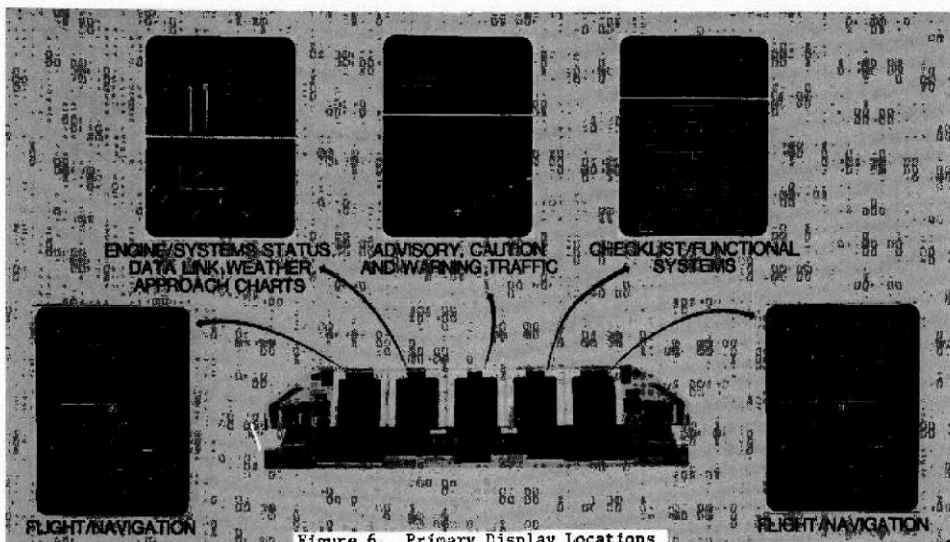 ENGINE/SYSTEMS STATUS,
DATA LINK, WEATHER,
APPROACH CHARTS
ADVISORY, CAUTION
AND WARNING, TRAFFIC
CHECKLIST/FUNCTIONAL
SYSTEMS
FLIGHT/NAVIGATION
FLIGHT/NAVIGATION
Figure 6. Primary Display Locations